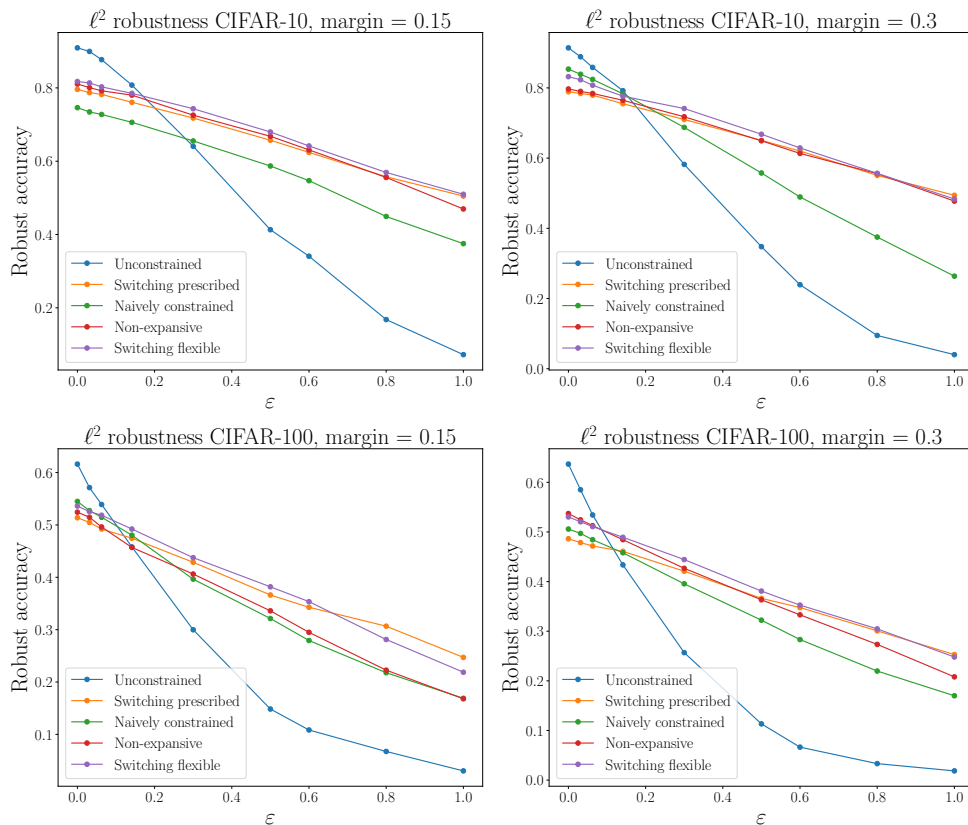 ℓ² robustness CIFAR-10, margin = 0.15
Robust accuracy
0.8
0.6
0.4
0.2
Unconstrained
Switching prescribed
Naively constrained
Non-expansive
Switching flexible
0.0 0.2 0.4 0.6 0.8 1.0
ε
ℓ² robustness CIFAR-10, margin = 0.3
Robust accuracy
0.8
0.6
0.4
0.2
0.0
Unconstrained
Switching prescribed
Naively constrained
Non-expansive
Switching flexible
0.0 0.2 0.4 0.6 0.8 1.0
ε
ℓ² robustness CIFAR-100, margin = 0.15
Robust accuracy
0.6
0.5
0.4
0.3
0.2
0.1
Unconstrained
Switching prescribed
Naively constrained
Non-expansive
Switching flexible
0.0 0.2 0.4 0.6 0.8 1.0
ε
ℓ² robustness CIFAR-100, margin = 0.3
Robust accuracy
0.6
0.5
0.4
0.3
0.2
0.1
0.0
Unconstrained
Switching prescribed
Naively constrained
Non-expansive
Switching flexible
0.0 0.2 0.4 0.6 0.8 1.0
ε